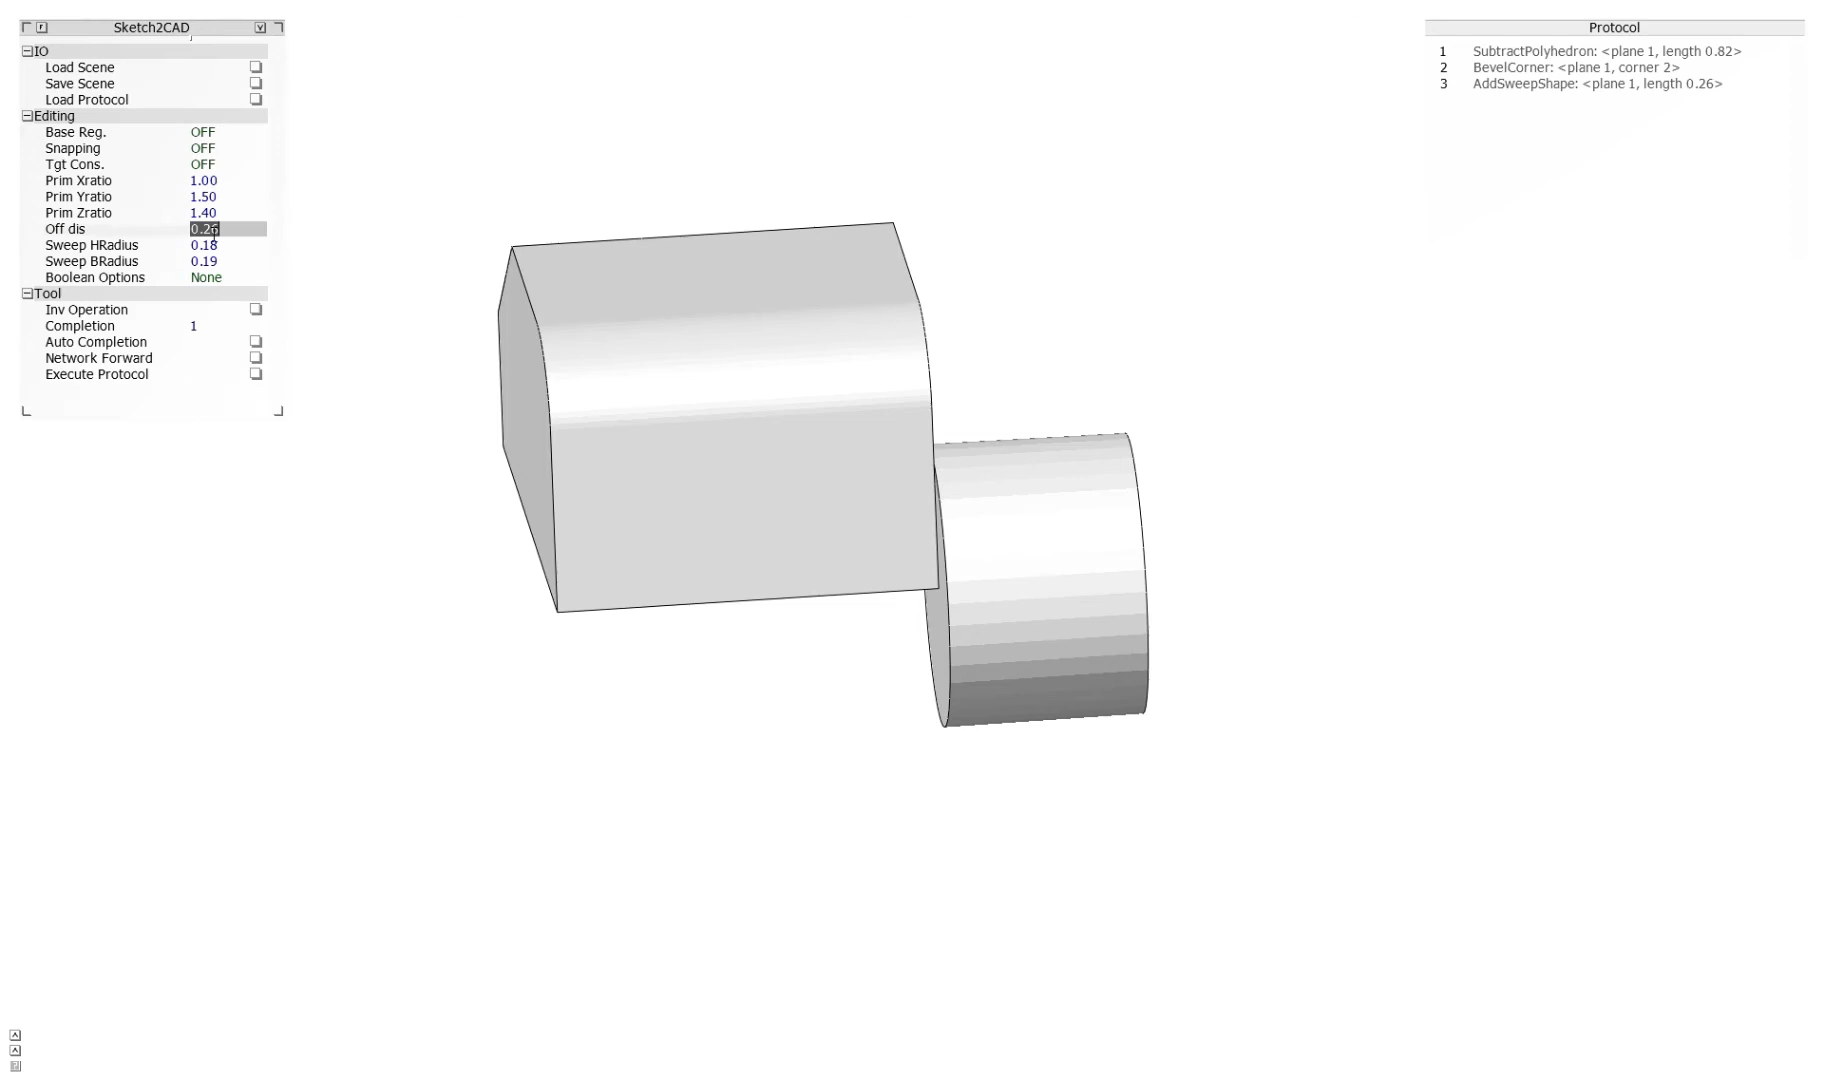 Sketch2CAD
IO
Load Scene
Save Scene
Load Protocol
Editing
Base Reg. OFF
Snapping OFF
Tgt Cons. OFF
Prim Xratio 1.00
Prim Yratio 1.50
Prim Zratio 1.40
Off dis 0.26
Sweep HRadius 0.18
Sweep BRadius 0.19
Boolean Options None
Tool
Inv Operation
Completion 1
Auto Completion
Network Forward
Execute Protocol
Protocol
1 SubtractPolyhedron: <plane 1, length 0.82>
2 BevelCorner: <plane 1, corner 2>
3 AddSweepShape: <plane 1, length 0.26>